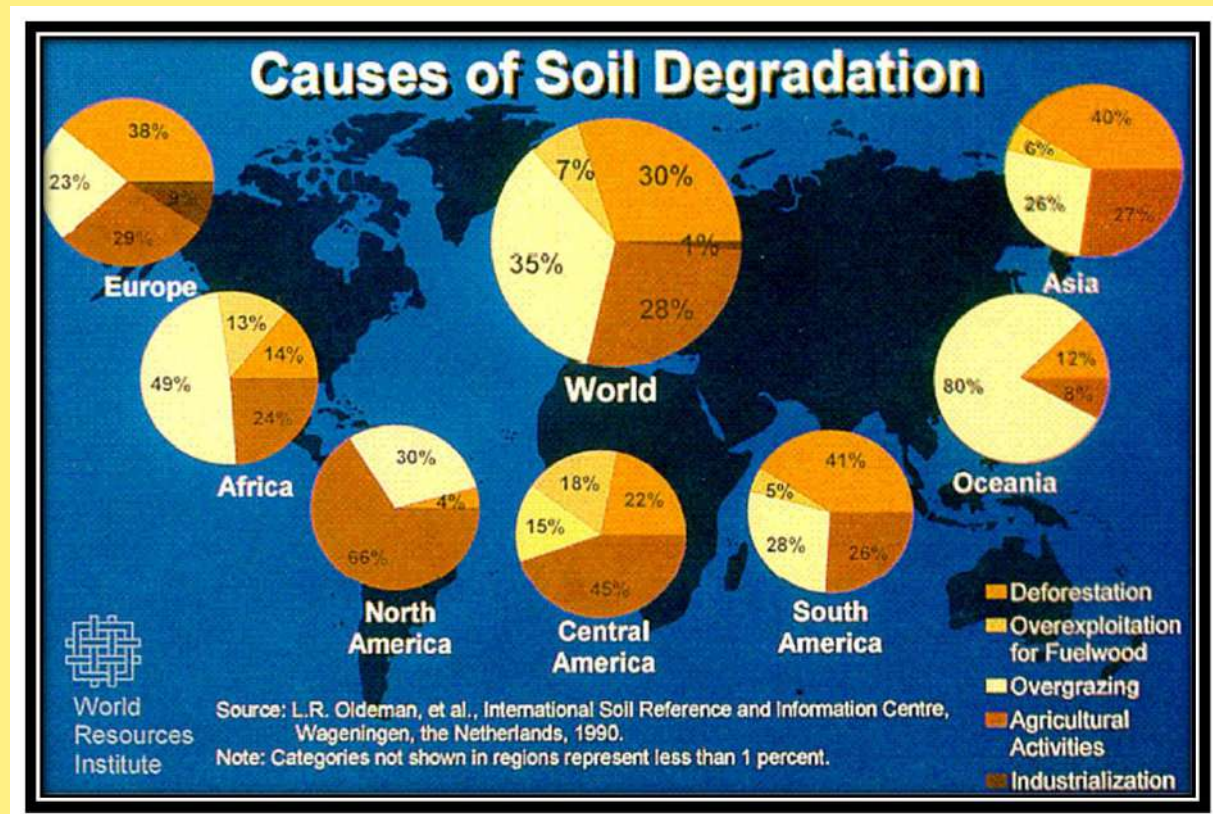 Causes of Soil Degradation
38%
23%
9%
29%
Europe
7%
30%
35%
1%
28%
World
40%
6%
26%
27%
Asia
13%
14%
49%
24%
Africa
30%
4%
66%
North
America
18%
22%
15%
45%
Central
America
41%
5%
28%
26%
South
America
12%
80%
8%
Oceania
Deforestation
Overexploitation
for Fuelwood
Overgrazing
Agricultural
Activities
Industrialization
World
Resources
Institute
Source: L.R. Oldeman, et al., International Soil Reference and Information Centre,
Wageningen, the Netherlands, 1990.
Note: Categories not shown in regions represent less than 1 percent.